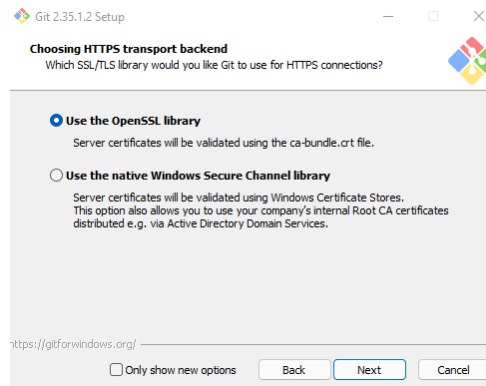 Git 2.35.1.2 Setup
Choosing HTTPS transport backend
Which SSL/TLS library would you like Git to use for HTTPS connections?
Use the OpenSSL library
Server certificates will be validated using the ca-bundle.crt file.
Use the native Windows Secure Channel library
Server certificates will be validated using Windows Certificate Stores.
This option also allows you to use your company's internal Root CA certificates
distributed e.g. via Active Directory Domain Services.
https://gitforwindows.org/
Only show new options
Back
Next
Cancel